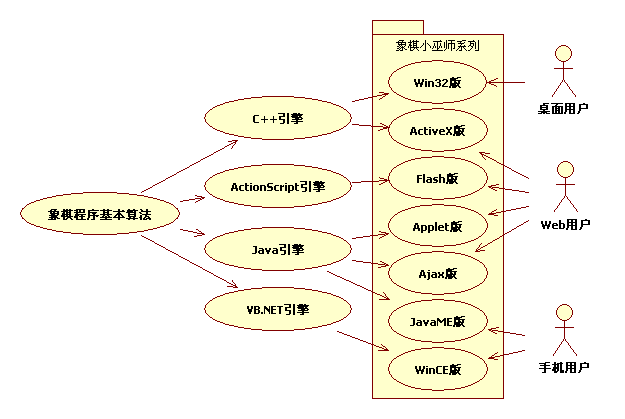 象棋小巫师系列
Win32版
桌面用户
C++引擎
ActiveX版
ActionScript引擎
Flash版
象棋程序基本算法
Applet版
Web用户
Java引擎
Ajax版
VB.NET引擎
JavaME版
手机用户
WinCE版